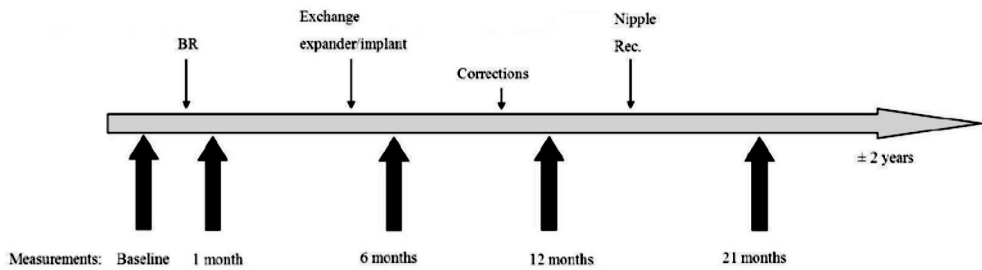 BR
Exchange
expander/implant
Corrections
Nipple
Rec.
± 2 years
Measurements: Baseline 1 month 6 months 12 months 21 months